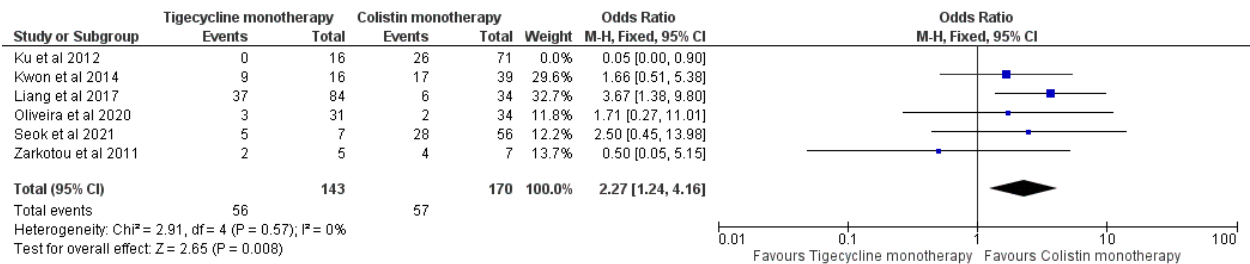 Tigecycline monotherapy Colistin monotherapy Odds Ratio Odds Ratio
Study or Subgroup Events Total Events Total Weight M-H, Fixed, 95% CI M-H, Fixed, 95% CI
Ku et al 2012 0 16 26 71 0.0% 0.05 [0.00, 0.90]
Kwon et al 2014 9 16 17 39 29.6% 1.66 [0.51, 5.38]
Liang et al 2017 37 84 6 34 32.7% 3.67 [1.38, 9.80]
Oliveira et al 2020 3 31 2 34 11.8% 1.71 [0.27, 11.01]
Seok et al 2021 5 7 28 56 12.2% 2.50 [0.45, 13.98]
Zarkotou et al 2011 2 5 4 7 13.7% 0.50 [0.05, 5.15]
Total (95% CI) 143 170 100.0% 2.27 [1.24, 4.16]
Total events 56 57
Heterogeneity: Chi² = 2.91, df = 4 (P = 0.57); I² = 0%
Test for overall effect: Z = 2.65 (P = 0.008)
0.01 0.1 1 10 100
Favours Tigecycline monotherapy Favours Colistin monotherapy